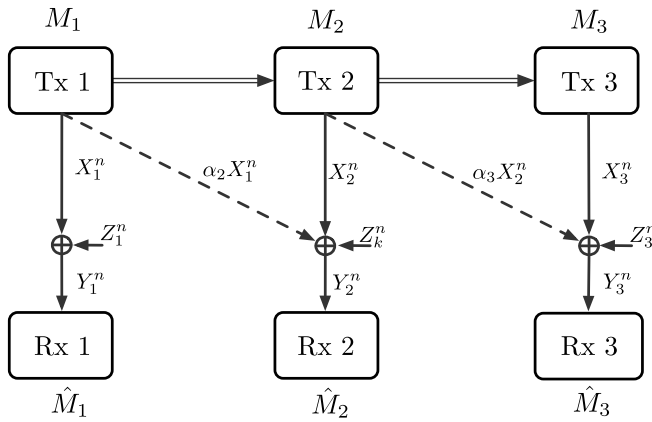 M₁ M₂ M₃
Tx 1 Tx 2 Tx 3
X₁ⁿ α₂X₁ⁿ X₂ⁿ α₃X₂ⁿ X₃ⁿ
Z₁ⁿ Zₖⁿ Z₃ⁿ
Y₁ⁿ Y₂ⁿ Y₃ⁿ
Rx 1 Rx 2 Rx 3
M̂₁ M̂₂ M̂₃